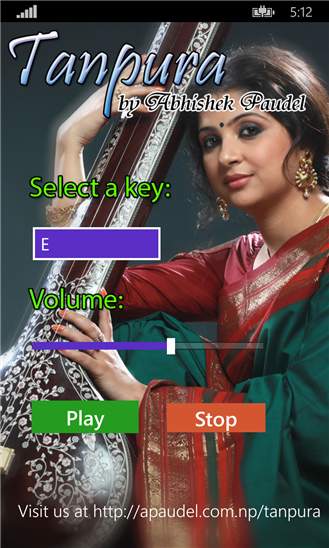 5:12
Tanpura
by Abhishek Paudel
Select a key:
E
Volume:
Play
Stop
Visit us at http://apaudel.com.np/tanpura